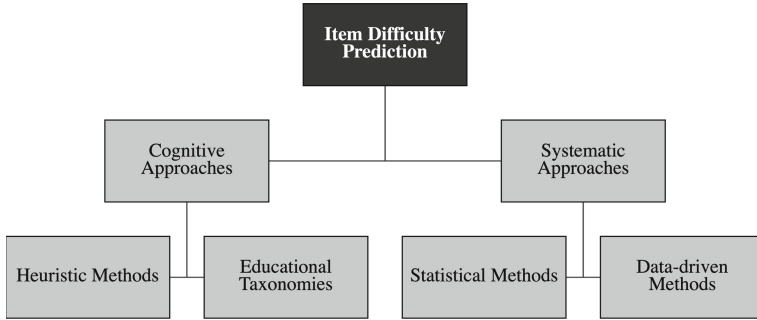 Item Difficulty
Prediction
Cognitive
Approaches
Systematic
Approaches
Heuristic Methods
Educational
Taxonomies
Statistical Methods
Data-driven
Methods